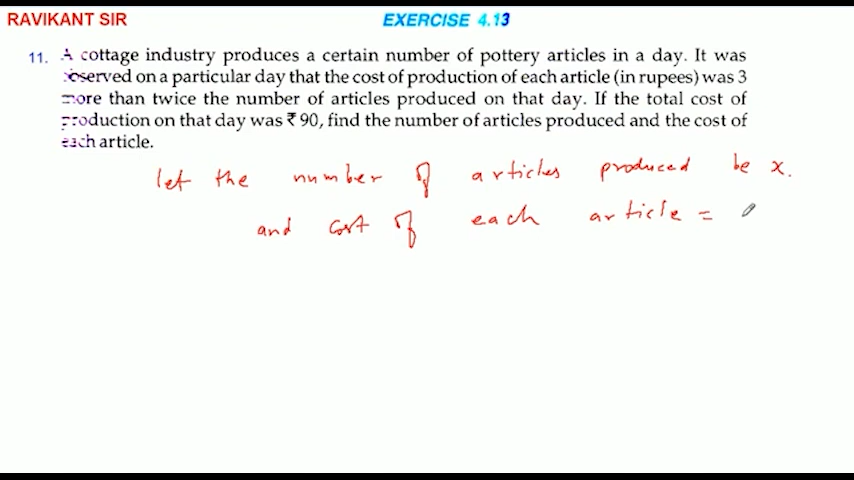 RAVIKANT SIR
EXERCISE 4.13
11. A cottage industry produces a certain number of pottery articles in a day. It was
observed on a particular day that the cost of production of each article (in rupees) was 3
more than twice the number of articles produced on that day. If the total cost of
production on that day was ₹ 90, find the number of articles produced and the cost of
each article.
let the number of articles produced be x.
and cost of each article =